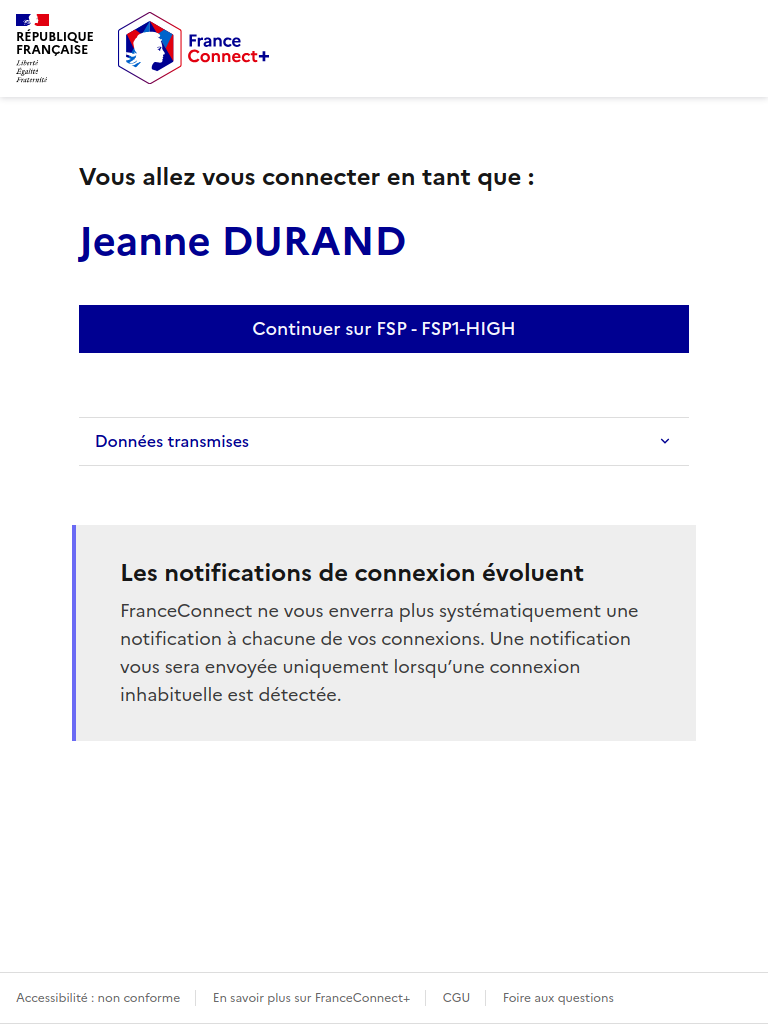 RÉPUBLIQUE
FRANÇAISE
Liberté
Égalité
Fraternité
France
Connect+
Vous allez vous connecter en tant que :
Jeanne DURAND
Continuer sur FSP - FSP1-HIGH
Données transmises
Les notifications de connexion évoluent
FranceConnect ne vous enverra plus systématiquement une
notification à chacune de vos connexions. Une notification
vous sera envoyée uniquement lorsqu’une connexion
inhabituelle est détectée.
Accessibilité : non conforme
En savoir plus sur FranceConnect+
CGU
Foire aux questions